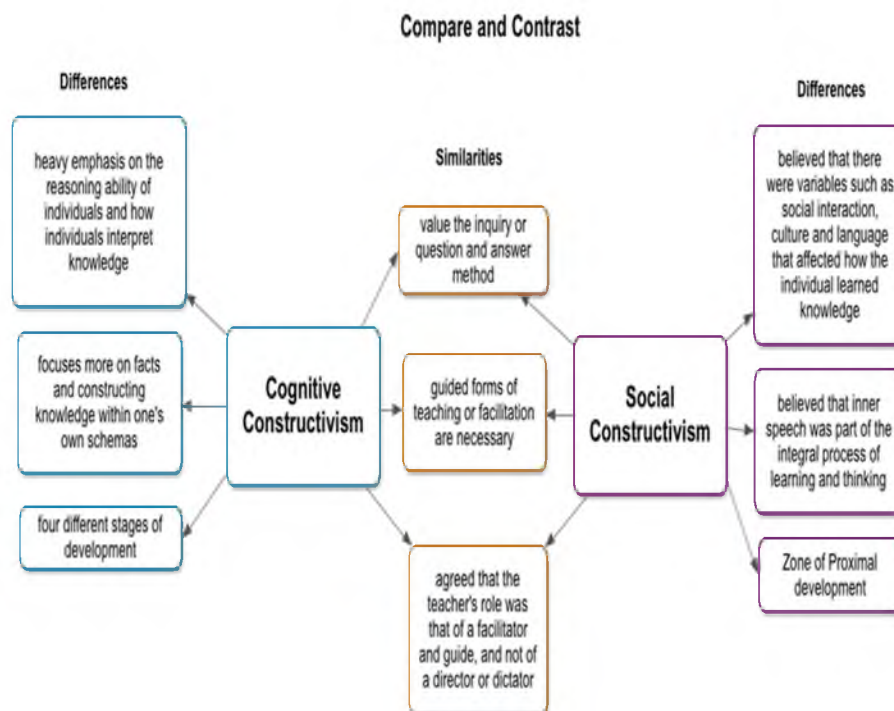 Compare and Contrast
Differences
heavy emphasis on the
reasoning ability of
individuals and how
individuals interpret
knowledge
focuses more on facts
and constructing
knowledge within one's
own schemas
four different stages of
development
Cognitive
Constructivism
Similarities
value the inquiry or
question and answer
method
guided forms of
teaching or facilitation
are necessary
agreed that the
teacher's role was
that of a facilitator
and guide, and not of
a director or dictator
Social
Constructivism
Differences
believed that there
were variables such as
social interaction,
culture and language
that affected how the
individual learned
knowledge
believed that inner
speech was part of the
integral process of
learning and thinking
Zone of Proximal
development